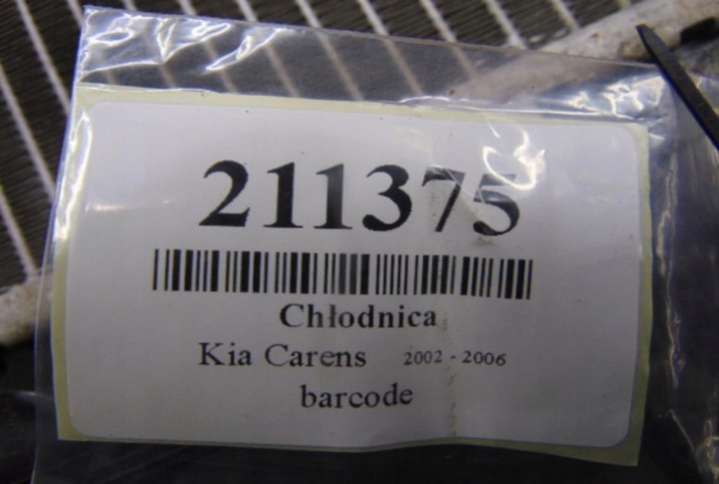 211375
Chłodnica
Kia Carens 2002 - 2006
barcode